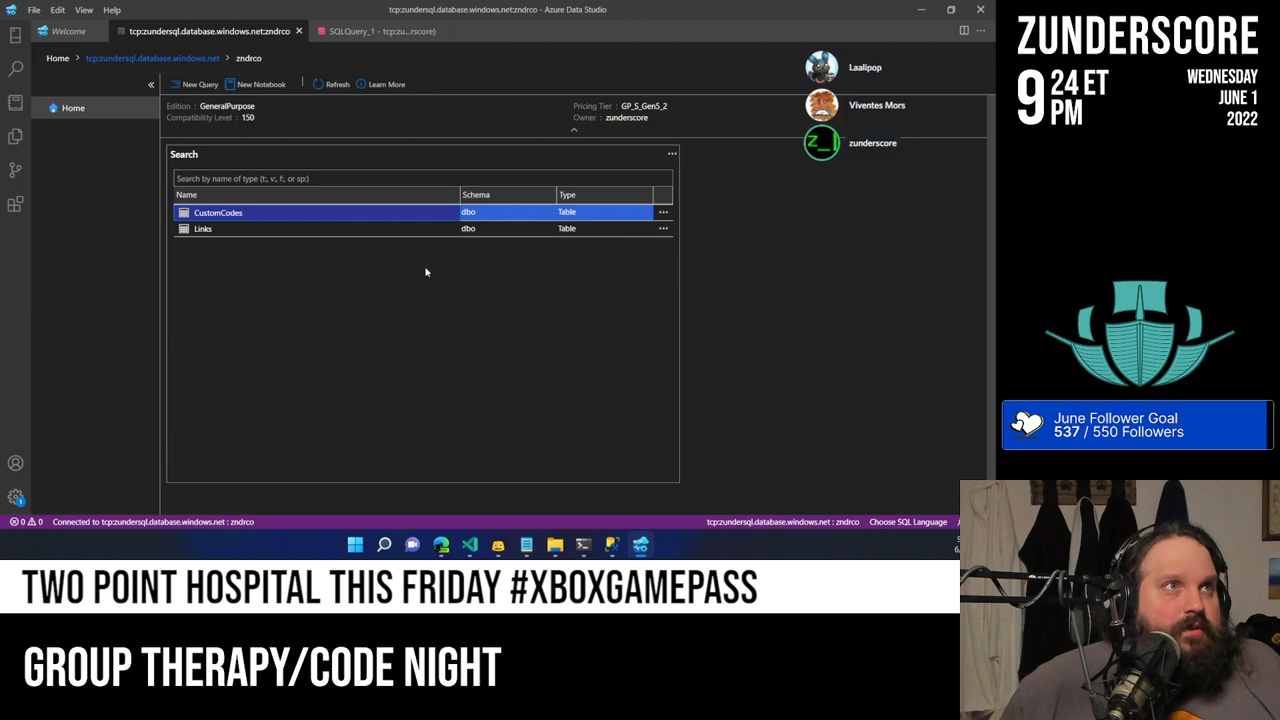 File Edit View Help
tcp:zundersql.database.windows.net:zndrco - Azure Data Studio
Welcome
tcp:zundersql.database.windows.net:zndrco
SQLQuery_1 - tcp:zu...rscore)
Home
tcp:zundersql.database.windows.net
zndrco
New Query
New Notebook
Refresh
Learn More
Home
Edition : GeneralPurpose
Compatibility Level : 150
Pricing Tier : GP_S_Gen5_2
Owner : zunderscore
Search
Search by name of type (t:, v:, f:, or sp:)
Name Schema Type
CustomCodes dbo Table
Links dbo Table
Laalipop
Viventes Mors
z_
zunderscore
0 0 Connected to tcp:zundersql.database.windows.net : zndrco
tcp:zundersql.database.windows.net : zndrco
Choose SQL Language
ZUNDERSCORE
9 24 ET PM
WEDNESDAY
JUNE 1
2022
June Follower Goal
537 / 550 Followers
TWO POINT HOSPITAL THIS FRIDAY #XBOXGAMEPASS
GROUP THERAPY/CODE NIGHT